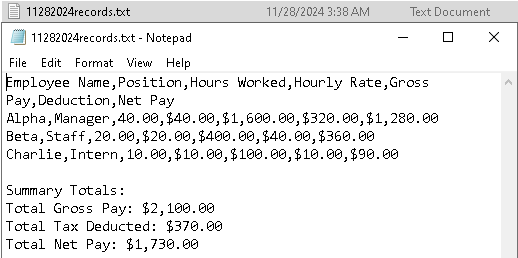 11282024records.txt 11/28/2024 3:38 AM Text Document
11282024records.txt - Notepad
File Edit Format View Help
Employee Name,Position,Hours Worked,Hourly Rate,Gross
Pay,Deduction,Net Pay
Alpha,Manager,40.00,$40.00,$1,600.00,$320.00,$1,280.00
Beta,Staff,20.00,$20.00,$400.00,$40.00,$360.00
Charlie,Intern,10.00,$10.00,$100.00,$10.00,$90.00
Summary Totals:
Total Gross Pay: $2,100.00
Total Tax Deducted: $370.00
Total Net Pay: $1,730.00